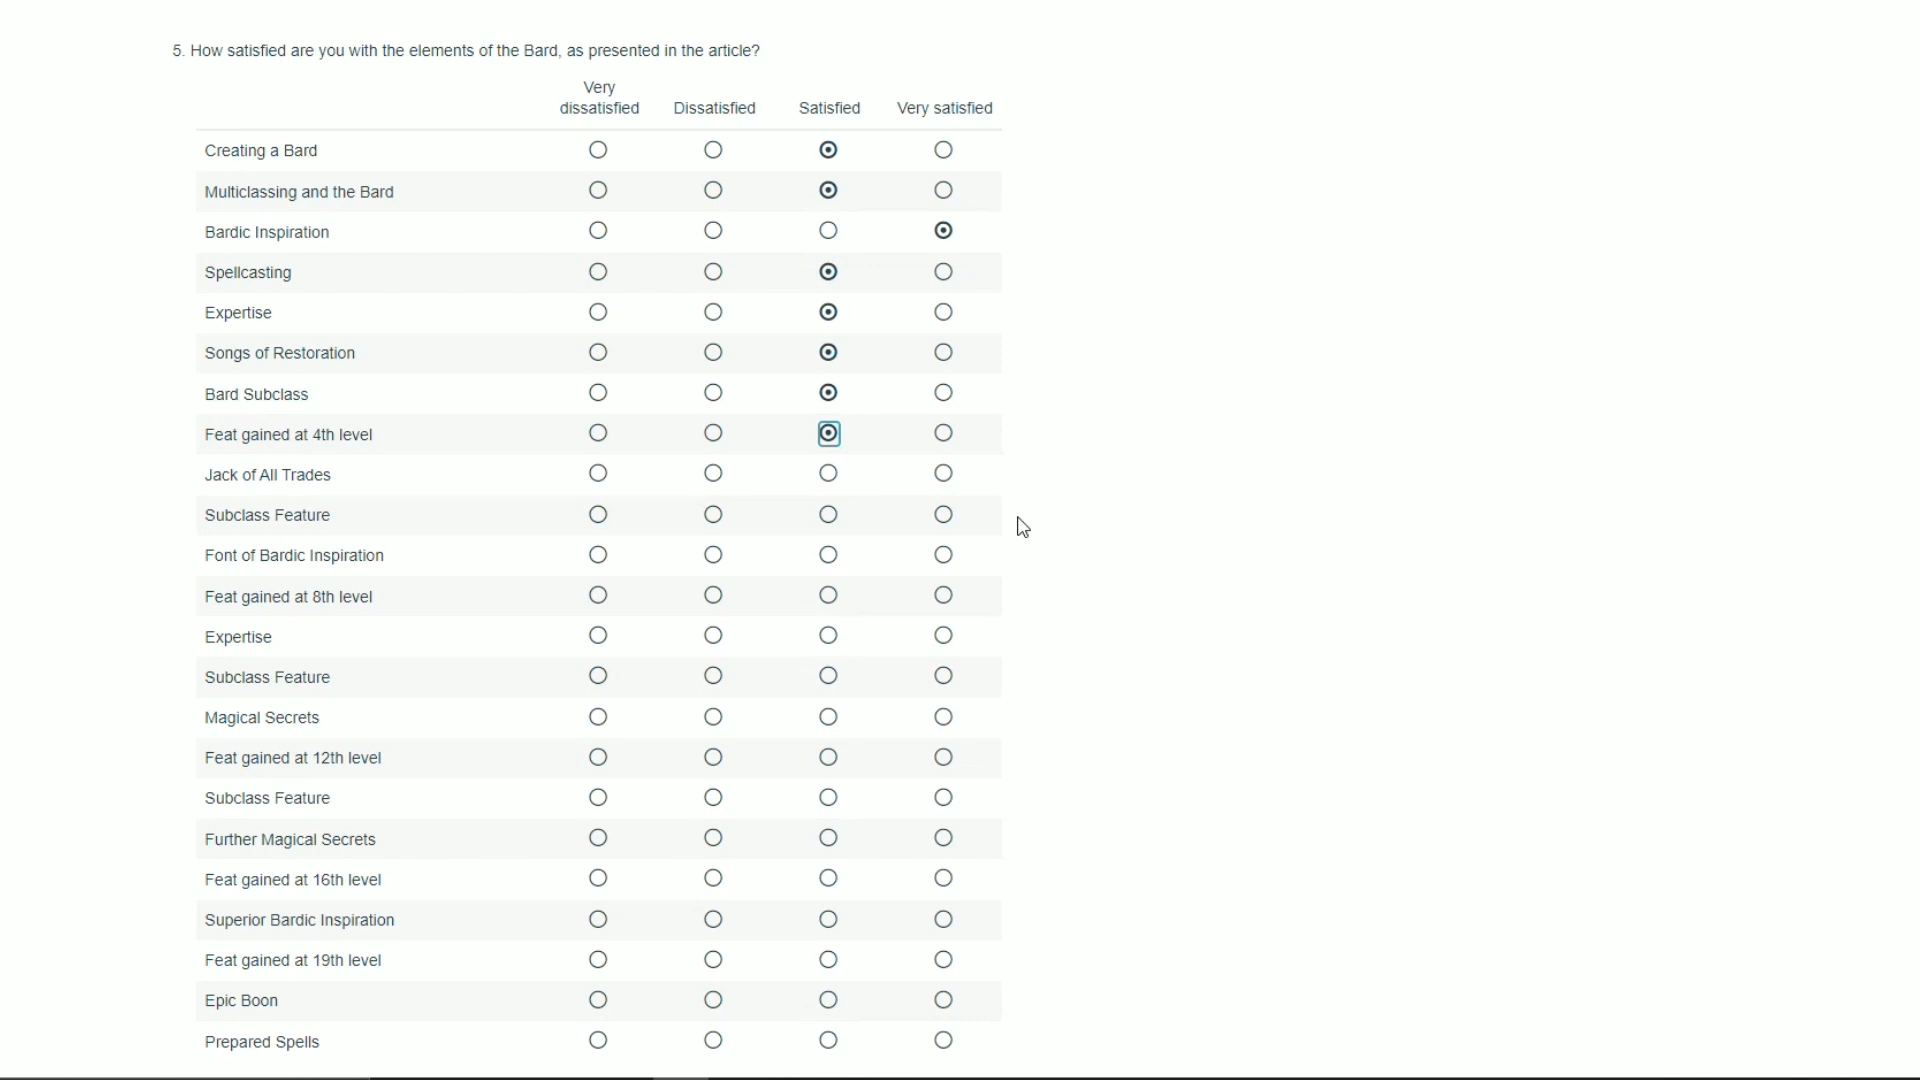 5. How satisfied are you with the elements of the Bard, as presented in the article?
Very
dissatisfied Dissatisfied Satisfied Very satisfied
Creating a Bard
Multiclassing and the Bard
Bardic Inspiration
Spellcasting
Expertise
Songs of Restoration
Bard Subclass
Feat gained at 4th level
Jack of All Trades
Subclass Feature
Font of Bardic Inspiration
Feat gained at 8th level
Expertise
Subclass Feature
Magical Secrets
Feat gained at 12th level
Subclass Feature
Further Magical Secrets
Feat gained at 16th level
Superior Bardic Inspiration
Feat gained at 19th level
Epic Boon
Prepared Spells